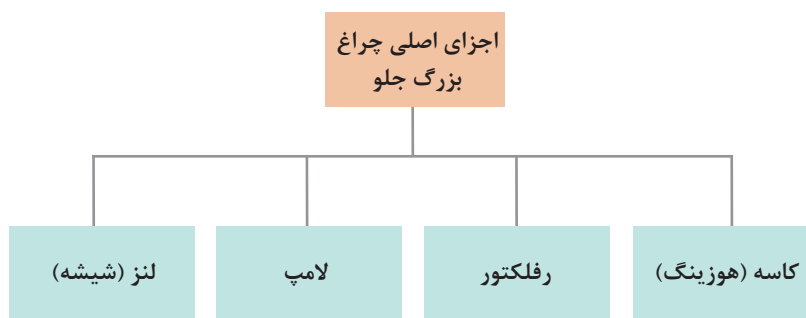 اجزای اصلی چراغ
بزرگ جلو
کاسه (هوزینگ)
رفلکتور
لامپ
لنز (شیشه)